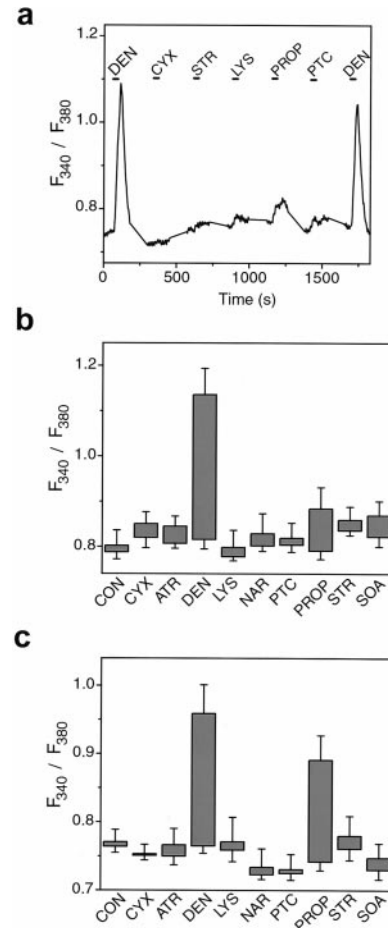 a
DEN CYX STR LYS PROP PTC DEN
1.1
1.0
0.8
F340 / F380
0 500 1000 1500
Time (s)
b
1.2
1.0
0.8
F340 / F380
CON CYX ATR DEN LYS NAR PTC PROP STR SOA
c
1.0
0.9
0.8
0.7
F340 / F380
CON CYX ATR DEN LYS NAR PTC PROP STR SOA